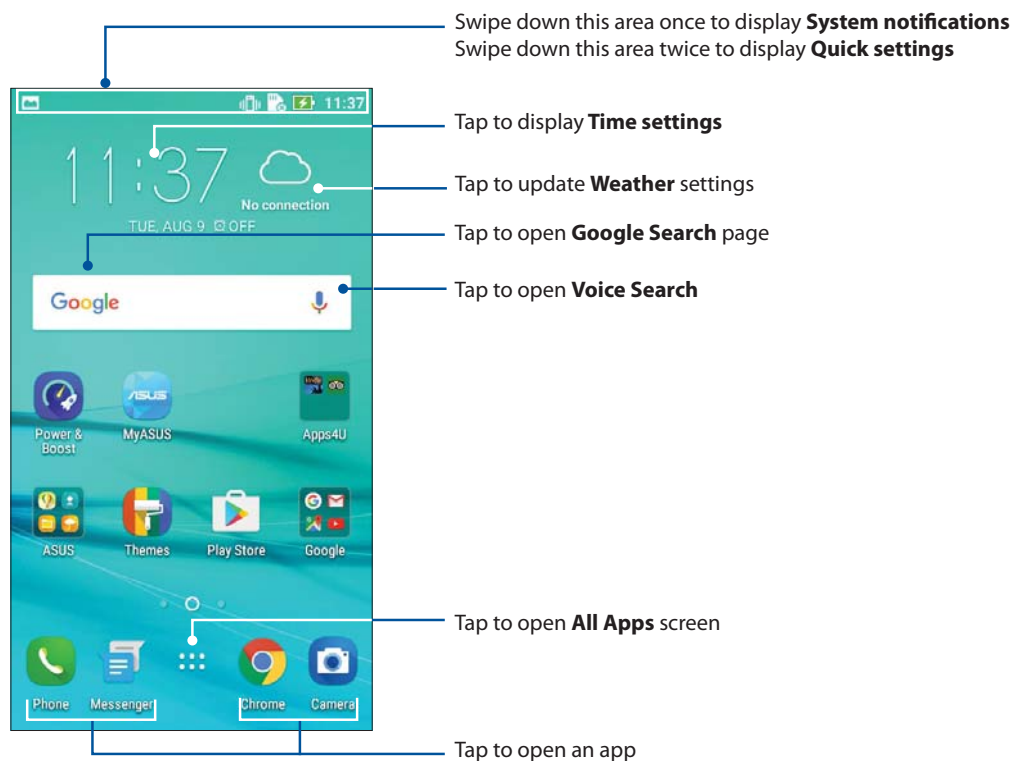 Swipe down this area once to display System notifications
Swipe down this area twice to display Quick settings
11:37
Tap to display Time settings
11:37
No connection
Tap to update Weather settings
TUE, AUG 9 OFF
Tap to open Google Search page
Google
Tap to open Voice Search
ASUS
kindle
Power & Boost
MyASUS
Apps4U
G
ASUS
Themes
Play Store
Google
Tap to open All Apps screen
Phone
Messenger
Chrome
Camera
Tap to open an app